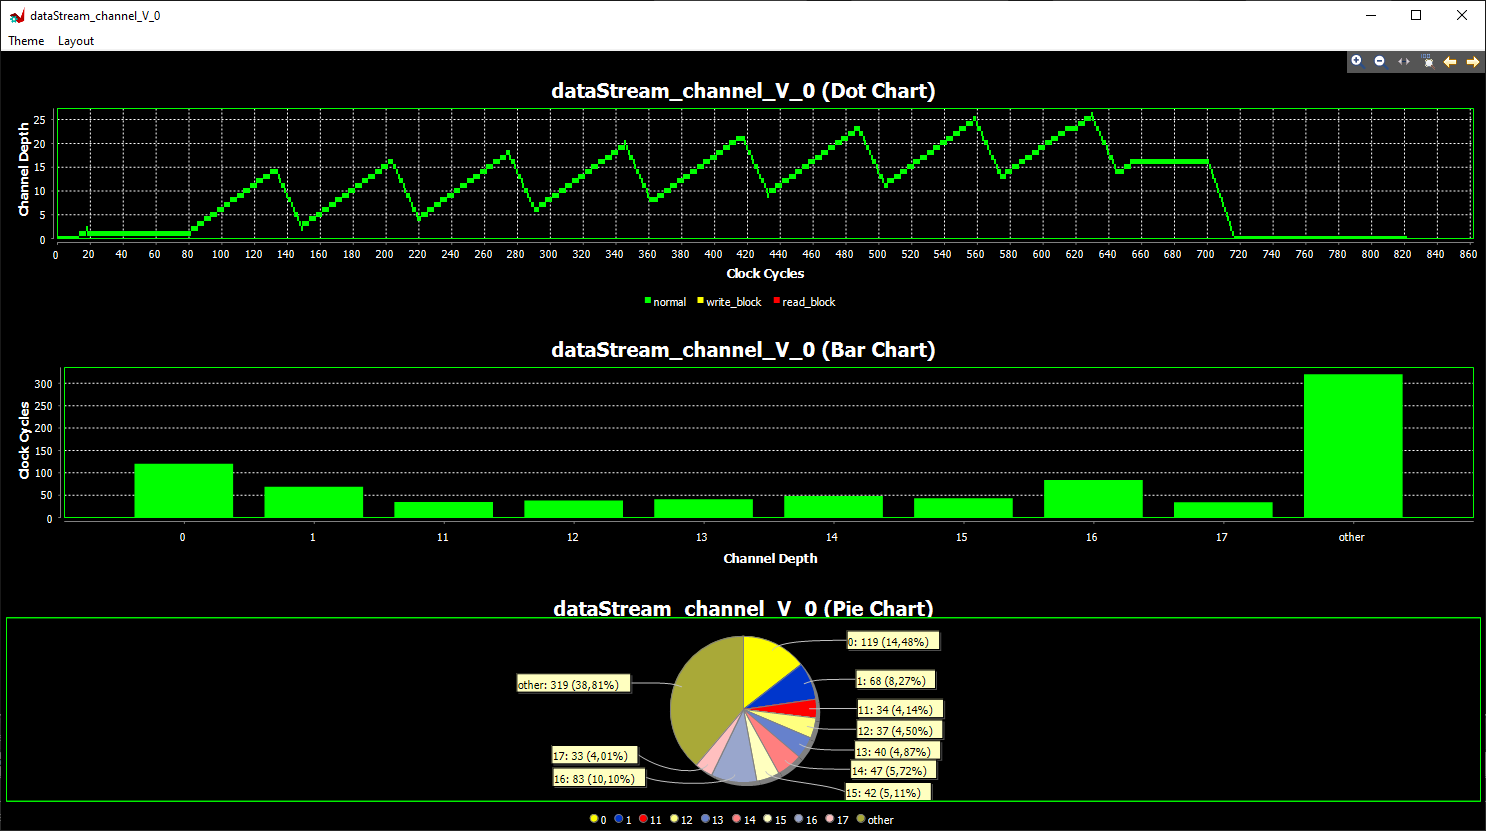 dataStream_channel_V_0
Theme Layout
dataStream_channel_V_0 (Dot Chart)
Channel Depth
25
20
15
10
5
0
0 20 40 60 80 100 120 140 160 180 200 220 240 260 280 300 320 340 360 380 400 420 440 460 480 500 520 540 560 580 600 620 640 660 680 700 720 740 760 780 800 820 840 860
Clock Cycles
normal write_block read_block
dataStream_channel_V_0 (Bar Chart)
Clock Cycles
300
250
200
150
100
50
0
0 1 11 12 13 14 15 16 17 other
Channel Depth
dataStream_channel_V_0 (Pie Chart)
0: 119 (14,48%)
1: 68 (8,27%)
other: 319 (38,81%)
11: 34 (4,14%)
12: 37 (4,50%)
13: 40 (4,87%)
17: 33 (4,01%)
14: 47 (5,72%)
16: 83 (10,10%)
15: 42 (5,11%)
0 1 11 12 13 14 15 16 17 other